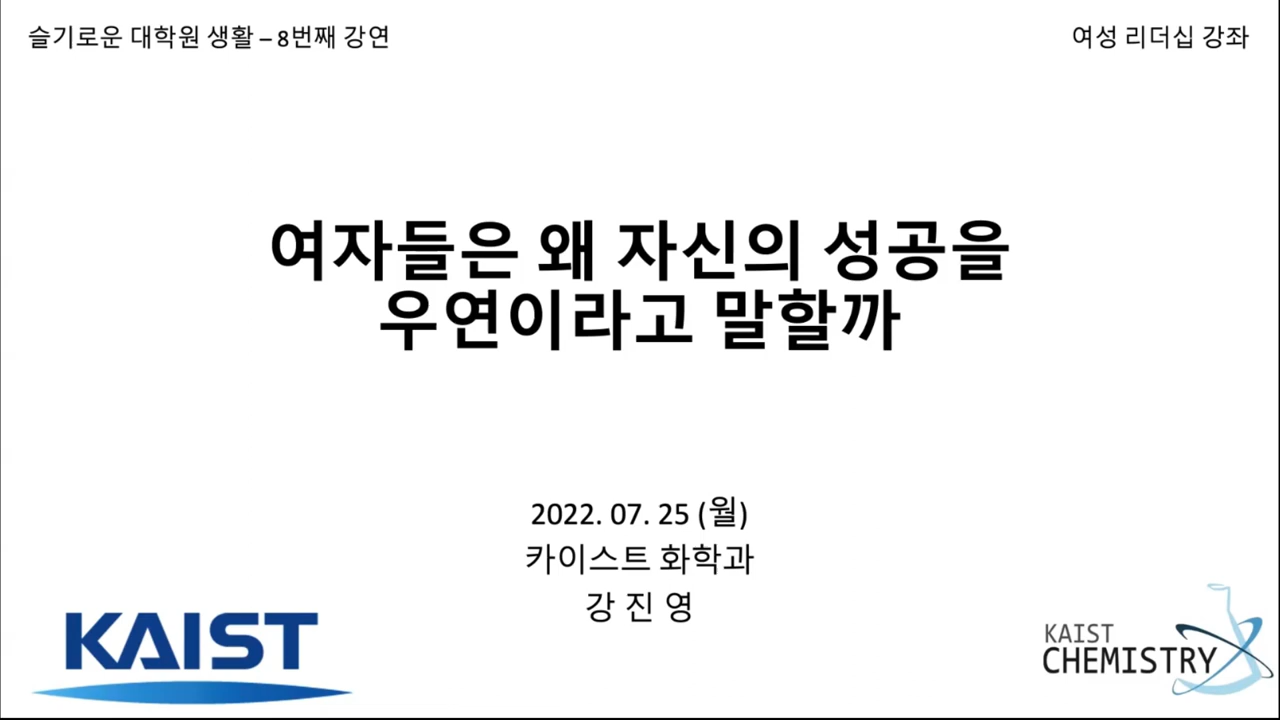 슬기로운 대학원 생활 – 8번째 강연
여성 리더십 강좌
여자들은 왜 자신의 성공을
우연이라고 말할까
2022. 07. 25 (월)
카이스트 화학과
강 진 영
KAIST
KAIST
CHEMISTRY